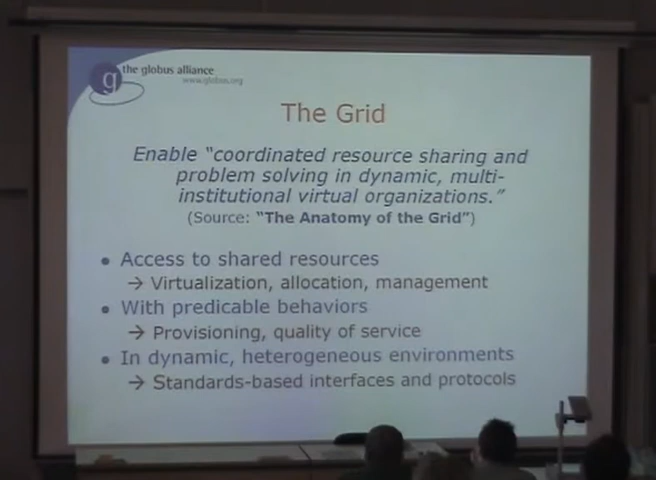 g the globus alliance
www.globus.org
The Grid
Enable “coordinated resource sharing and
problem solving in dynamic, multi-
institutional virtual organizations.”
(Source: “The Anatomy of the Grid”)
• Access to shared resources
→ Virtualization, allocation, management
• With predicable behaviors
→ Provisioning, quality of service
• In dynamic, heterogeneous environments
→ Standards-based interfaces and protocols